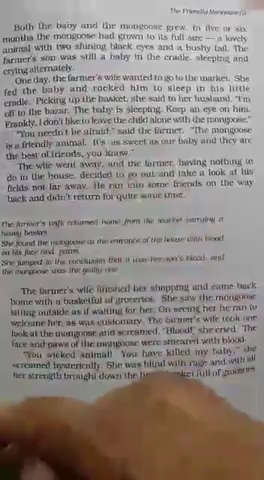 The Friendly Mongoose/
Both the baby and the mongoose grew. In five or six
months the mongoose had grown to its full size — a lovely
animal with two shining black eyes and a bushy tail. The
farmer's son was still a baby in the cradle, sleeping and
crying alternately.
One day, the farmer's wife wanted to go to the market. She
fed the baby and rocked him to sleep in his little
cradle. Picking up the basket, she said to her husband, "I'm
off to the bazaar. The baby is sleeping. Keep an eye on him.
Frankly, I don't like to leave the child alone with the mongoose."
"You needn't be afraid," said the farmer. "The mongoose
is a friendly animal. It's as sweet as our baby and they are
the best of friends, you know."
The wife went away, and the farmer, having nothing to
do in the house, decided to go out and take a look at his
fields not far away. He ran into some friends on the way
back and didn't return for quite some time.
The farmer's wife returned home from the market carrying a
heavy basket.
She found the mongoose at the entrance of the house with blood
on his face and paws.
She jumped to the conclusion that it was her son's blood, and
the mongoose was the guilty one.
The farmer's wife finished her shopping and came back
home with a basketful of groceries. She saw the mongoose
sitting outside as if waiting for her. On seeing her he ran to
welcome her, as was customary. The farmer's wife took one
look at the mongoose and screamed. "Blood!" she cried. The
face and paws of the mongoose were smeared with blood.
"You wicked animal! You have killed my baby," she
screamed hysterically. She was blind with rage and with all
her strength brought down the basket full of groceries